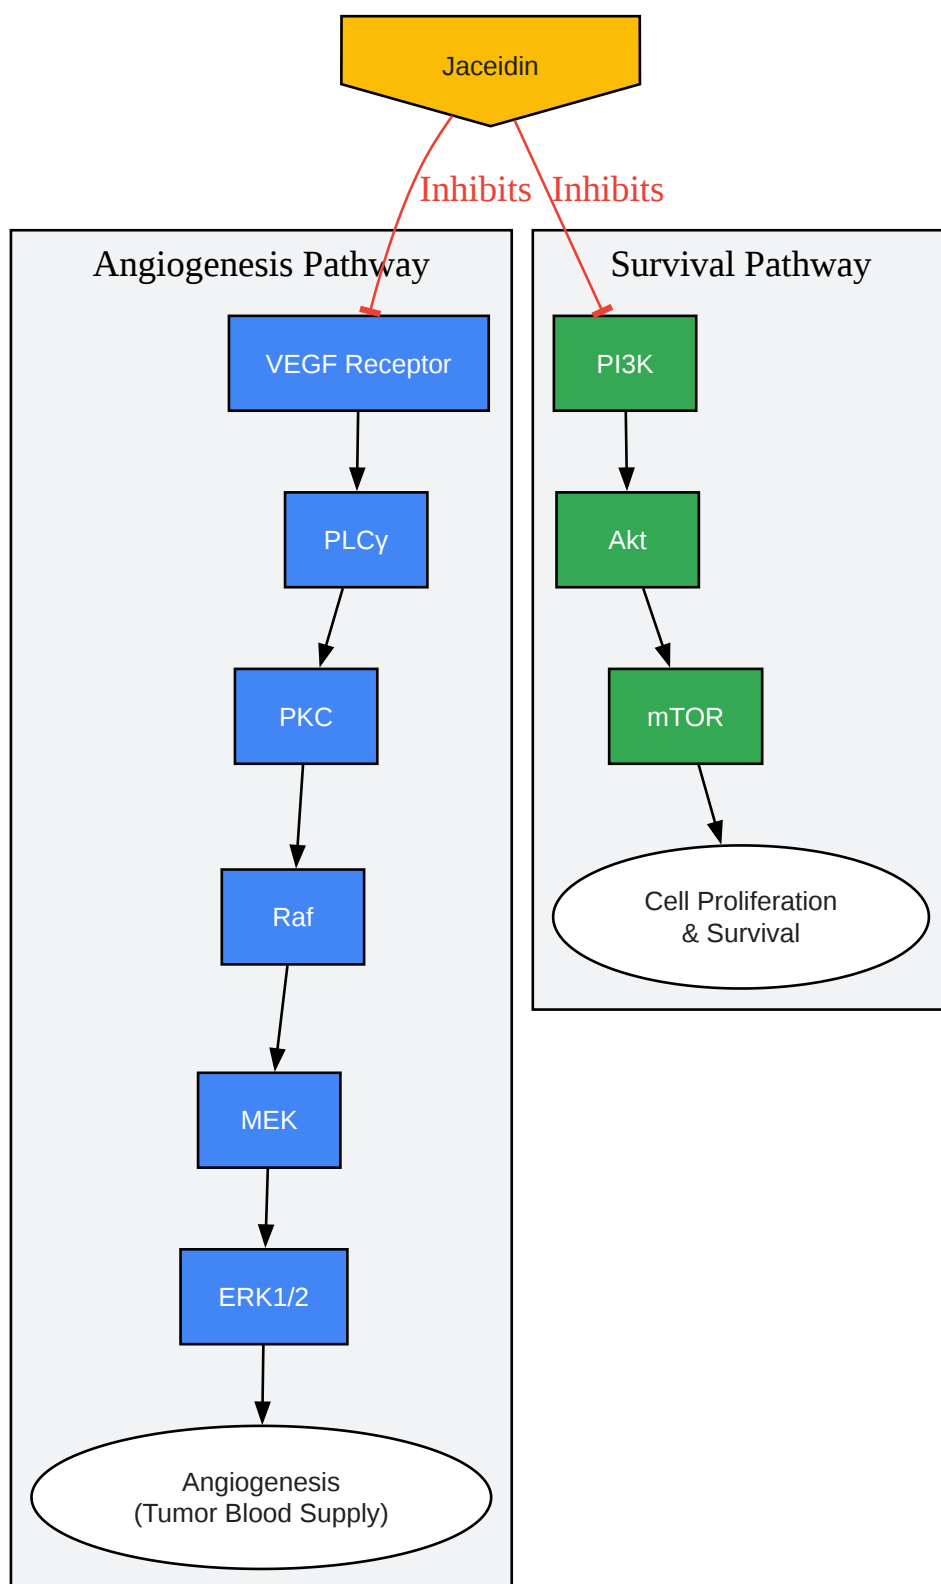 Jaceidin
Inhibits
Inhibits
Angiogenesis Pathway
VEGF Receptor
PLCγ
PKC
Raf
MEK
ERK1/2
Angiogenesis
(Tumor Blood Supply)
Survival Pathway
PI3K
Akt
mTOR
Cell Proliferation
& Survival